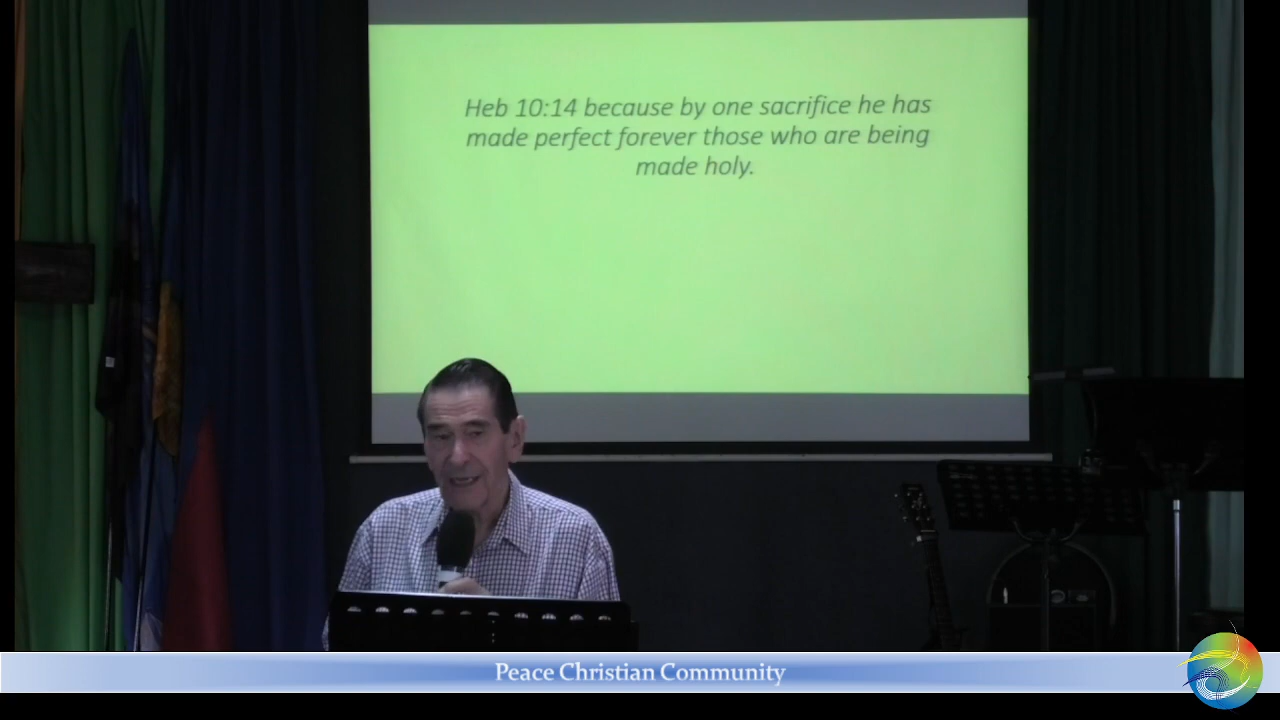 Heb 10:14 because by one sacrifice he has
made perfect forever those who are being
made holy.
Peace Christian Community